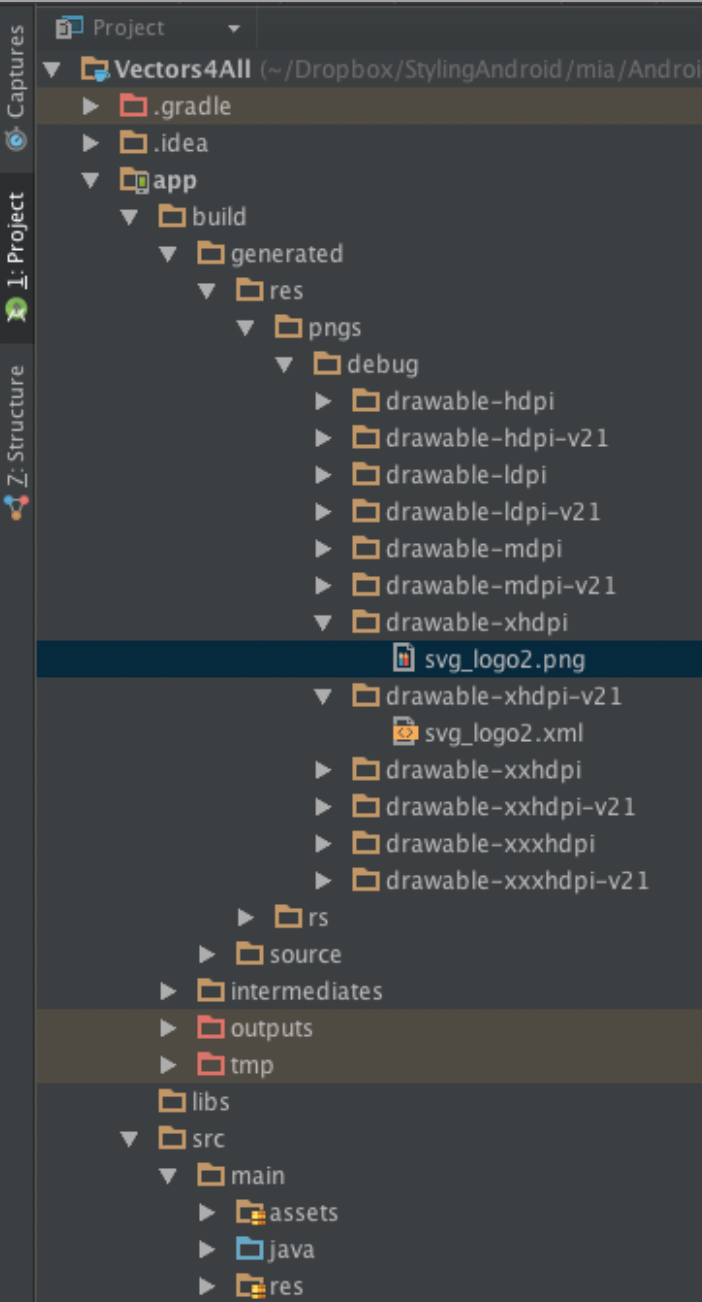 Project
Vectors4All (~/Dropbox/StylingAndroid/mia/Androi
.gradle
.idea
app
build
generated
res
pngs
debug
drawable-hdpi
drawable-hdpi-v21
drawable-ldpi
drawable-ldpi-v21
drawable-mdpi
drawable-mdpi-v21
drawable-xhdpi
svg_logo2.png
drawable-xhdpi-v21
svg_logo2.xml
drawable-xxhdpi
drawable-xxhdpi-v21
drawable-xxxhdpi
drawable-xxxhdpi-v21
rs
source
intermediates
outputs
tmp
libs
src
main
assets
java
res
Captures
1: Project
Z: Structure